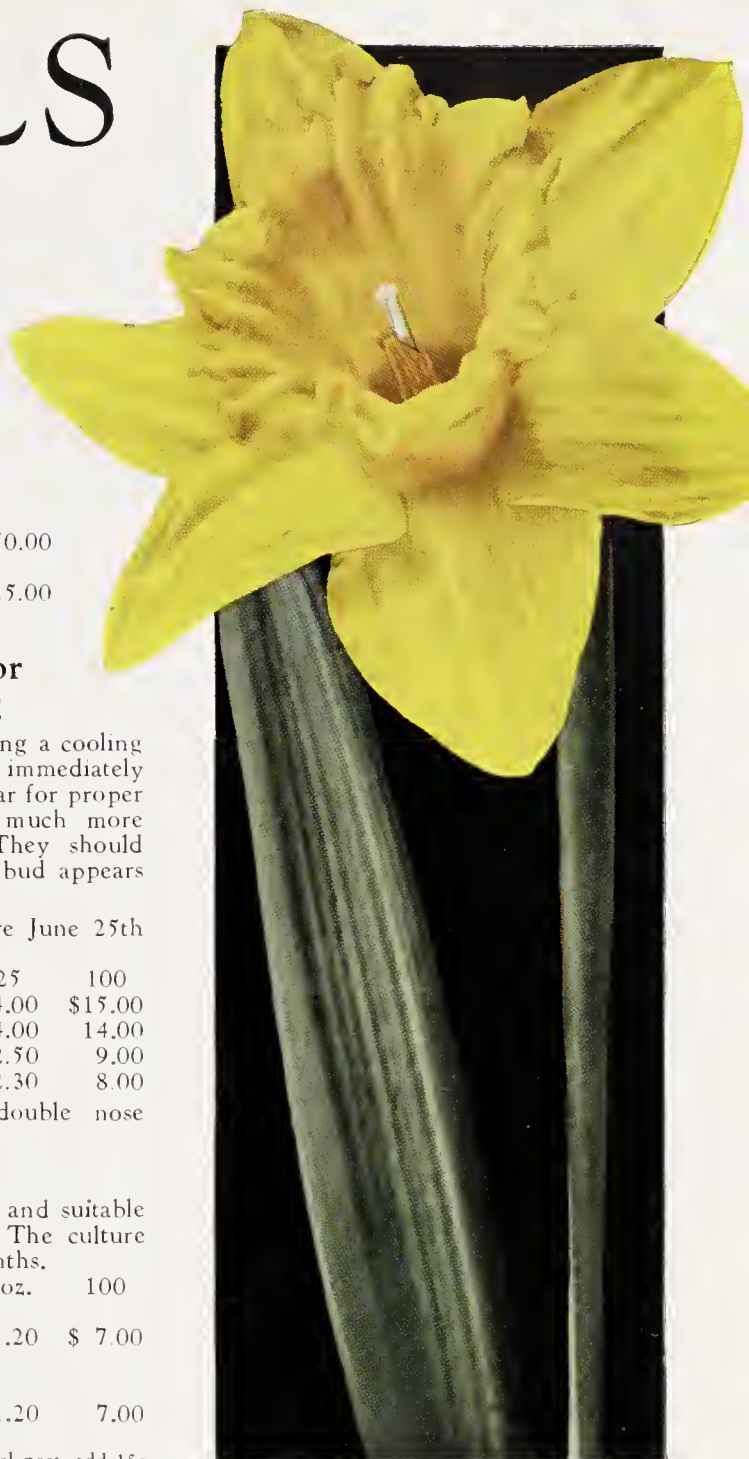 LS
0.00
5.00
or
ng a cooling
immediately
ar for proper
much more
They should
bud appears
re June 25th
25 100
.00 $15.00
.00 14.00
.50 9.00
.30 8.00
double nose
and suitable
The culture
nths.
oz. 100
.20 $ 7.00
.20 7.00